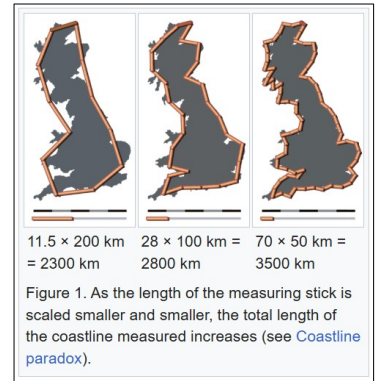 11.5 × 200 km
= 2300 km
28 × 100 km =
2800 km
70 × 50 km =
3500 km
Figure 1. As the length of the measuring stick is
scaled smaller and smaller, the total length of
the coastline measured increases (see Coastline
paradox).